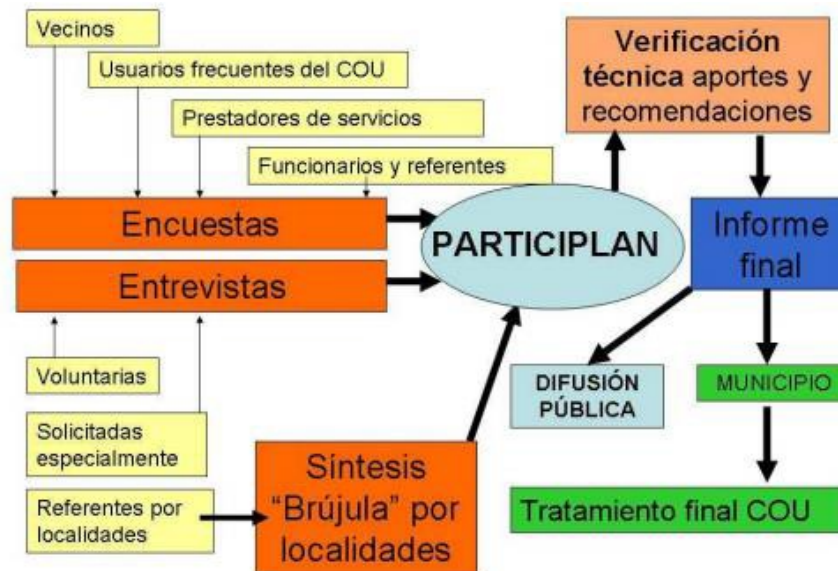 Vecinos
Usuarios frecuentes del COU
Prestadores de servicios
Funcionarios y referentes
Encuestas
Entrevistas
Voluntarias
Solicitadas
especialmente
Referentes por
localidades
Síntesis
“Brújula” por
localidades
PARTICIPLAN
Verificación
técnica aportes y
recomendaciones
Informe
final
DIFUSIÓN
PÚBLICA
MUNICIPIO
Tratamiento final COU